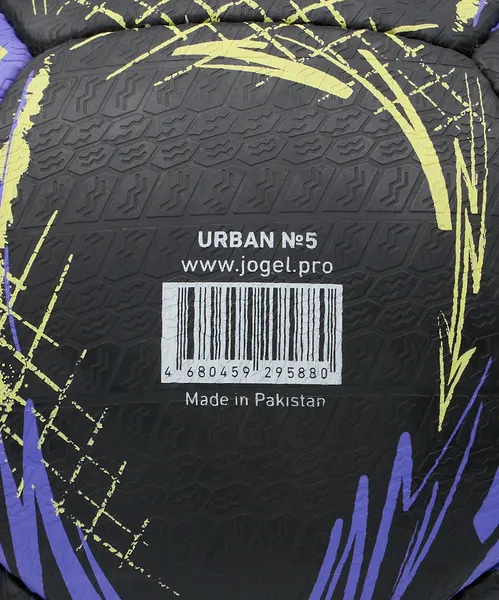 URBAN №5
www.jogel.pro
4 680459 295880
Made in Pakistan